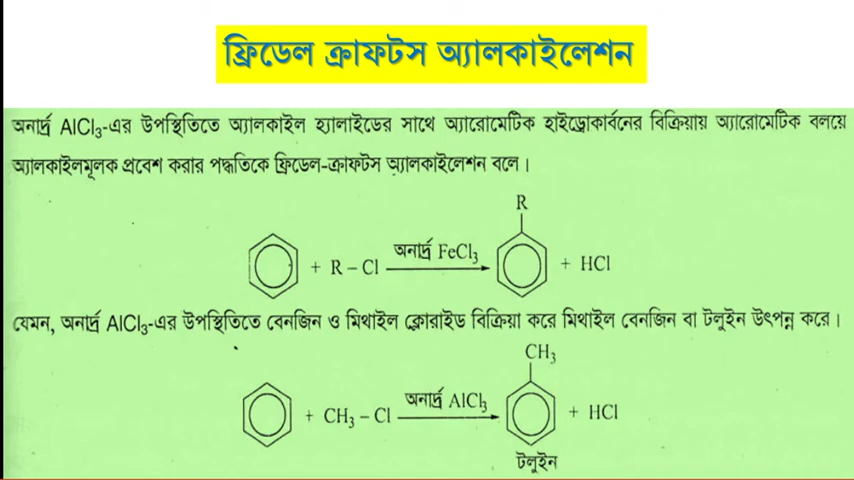 ফ্রিডেল ক্রাফটস অ্যালকাইলেশন
অনার্দ্র AlCl₃-এর উপস্থিতিতে অ্যালকাইল হ্যালাইডের সাথে অ্যারোমেটিক হাইড্রোকার্বনের বিক্রিয়ায় অ্যারোমেটিক বলয়ে
অ্যালকাইলমূলক প্রবেশ করার পদ্ধতিকে ফ্রিডেল-ক্রাফটস অ্যালকাইলেশন বলে।
R
+ R – Cl অনার্দ্র FeCl₃ + HCl
যেমন, অনার্দ্র AlCl₃-এর উপস্থিতিতে বেনজিন ও মিথাইল ক্লোরাইড বিক্রিয়া করে মিথাইল বেনজিন বা টলুইন উৎপন্ন করে।
CH₃
+ CH₃ – Cl অনার্দ্র AlCl₃ + HCl
টলুইন